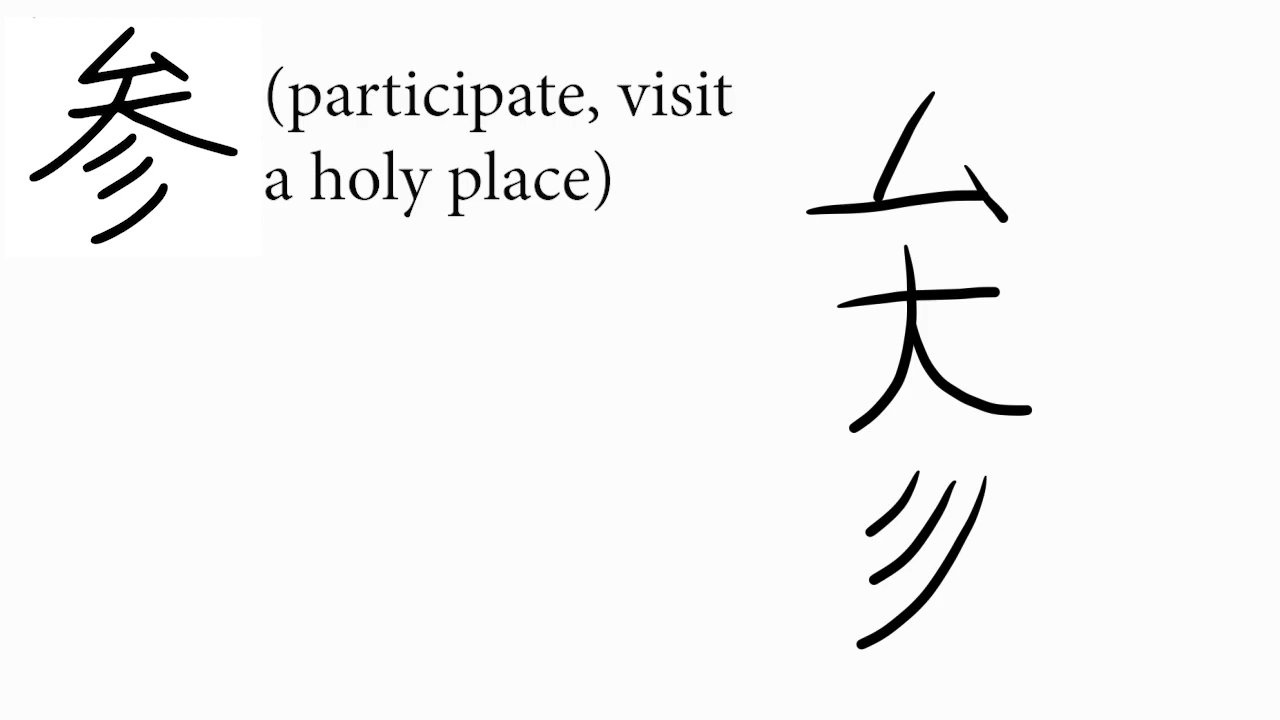 参 (participate, visit
a holy place)
厶
大
彡